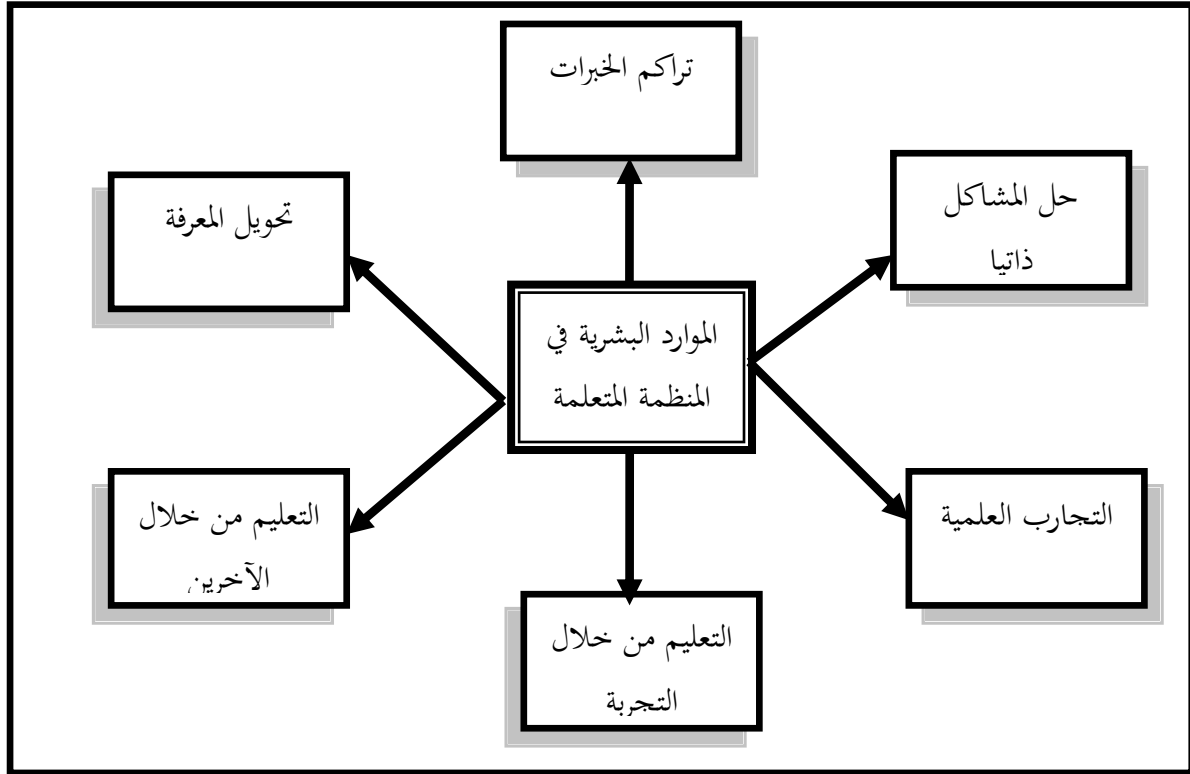 تراكم الخبرات
حل المشاكل
ذاتيا
تحويل المعرفة
الموارد البشرية في
المنظمة المتعلمة
التجارب العلمية
التعليم من خلال
الآخرين
التعليم من خلال
التجربة